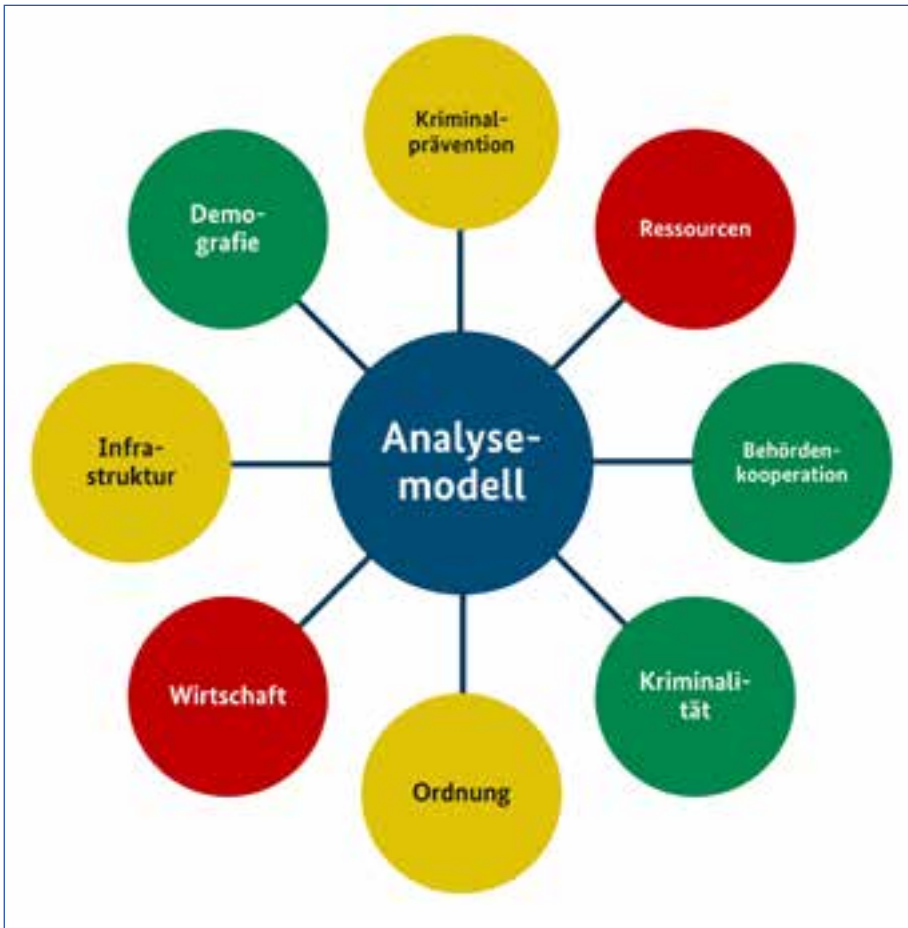 Kriminal-
prävention
Demo-
grafie
Ressourcen
Analyse-
modell
Infra-
struktur
Behörden-
kooperation
Wirtschaft
Kriminali-
tät
Ordnung